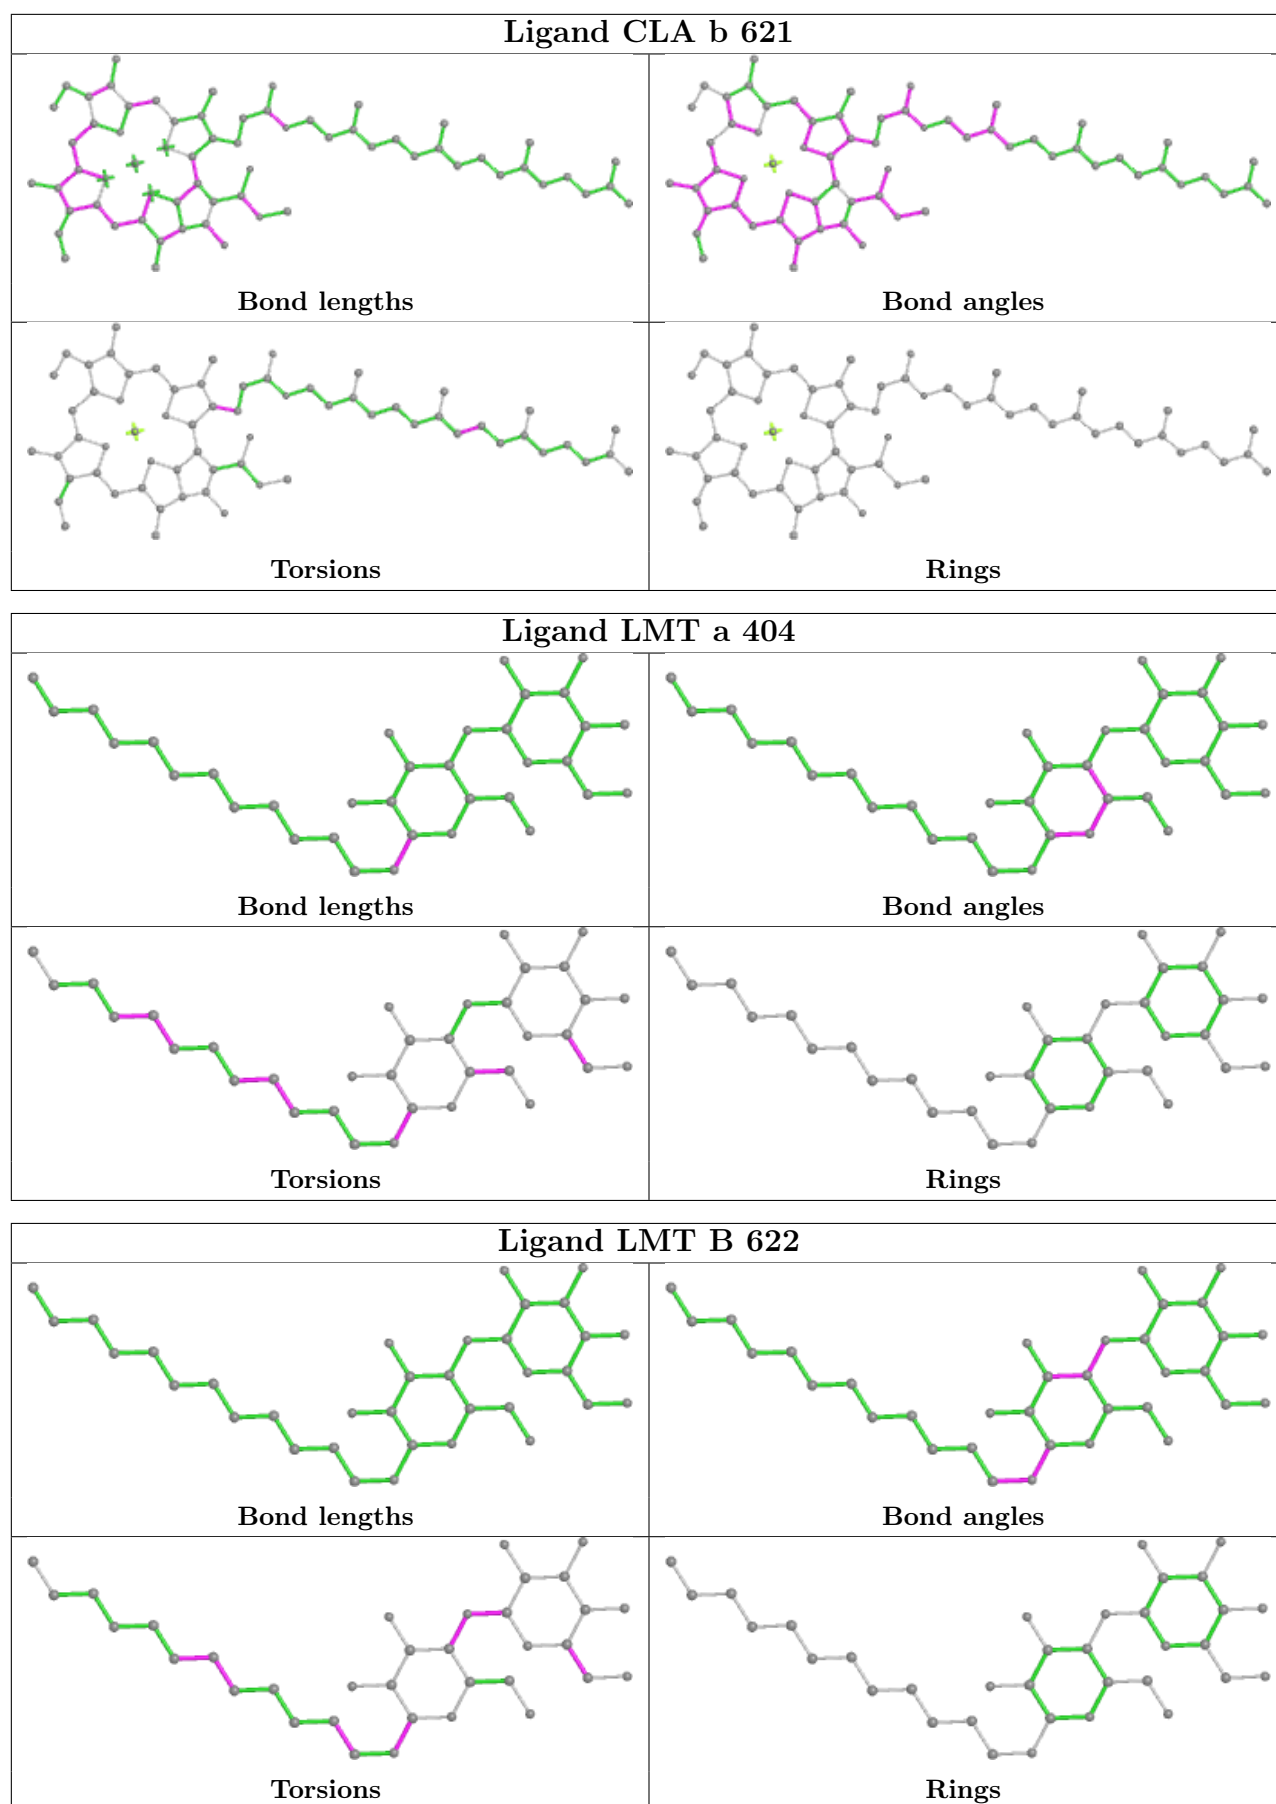 Ligand CLA b 621
Bond lengths
Bond angles
Torsions
Rings
Ligand LMT a 404
Bond lengths
Bond angles
Torsions
Rings
Ligand LMT B 622
Bond lengths
Bond angles
Torsions
Rings